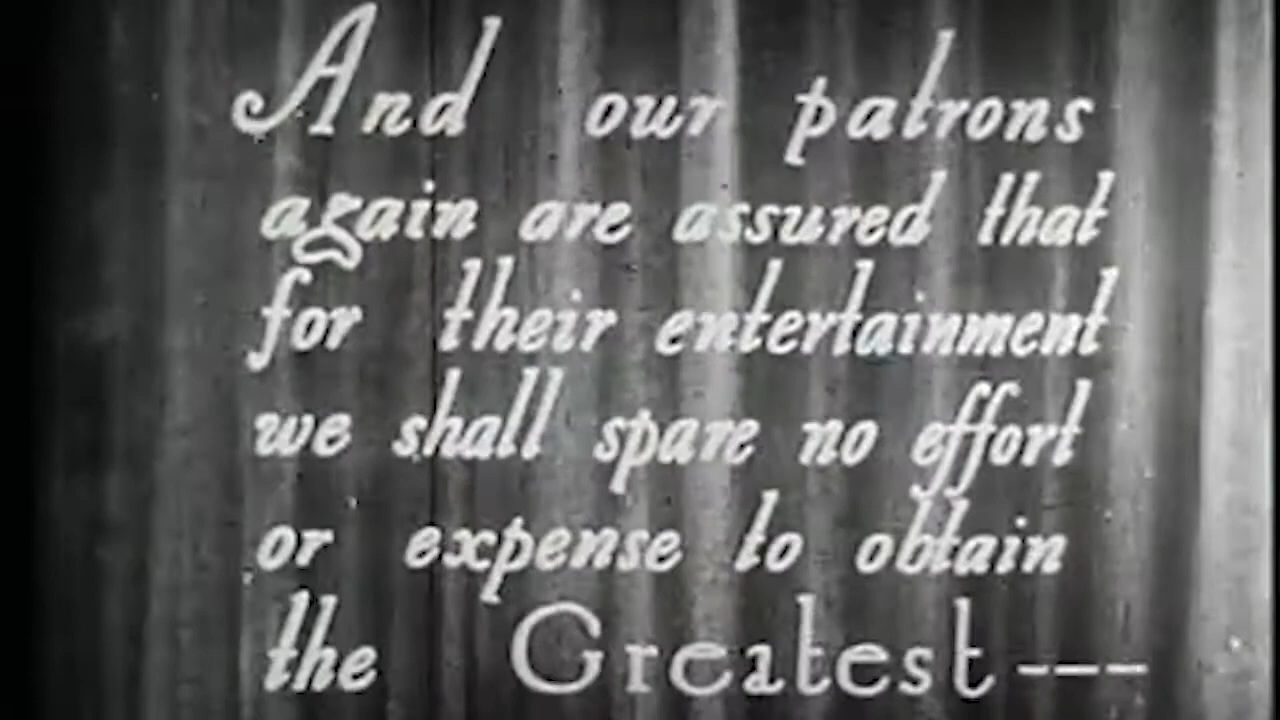 And our patrons
again are assured that
for their entertainment
we shall spare no effort
or expense to obtain
the Greatest ---